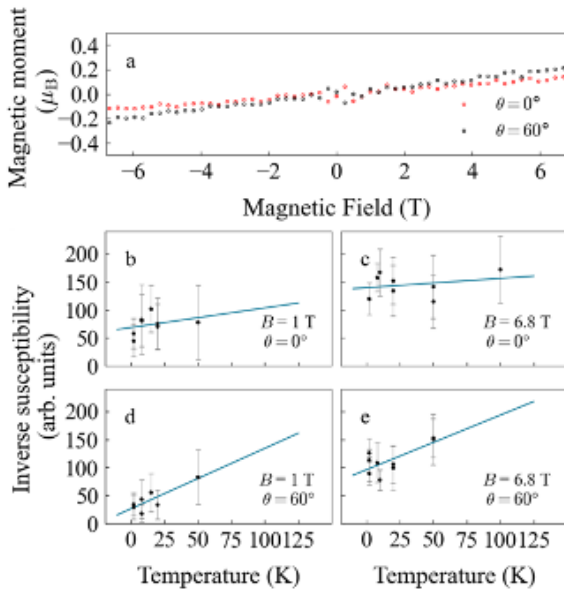 Magnetic moment
(μB)
0.4
0.2
0.0
−0.2
−0.4
a
θ = 0°
θ = 60°
−6 −4 −2 0 2 4 6
Magnetic Field (T)
Inverse susceptibility
(arb. units)
200
150
100
50
0
b
B = 1 T
θ = 0°
c
B = 6.8 T
θ = 0°
200
150
100
50
0
d
B = 1 T
θ = 60°
e
B = 6.8 T
θ = 60°
0 25 50 75 100 125
0 25 50 75 100 125
Temperature (K)
Temperature (K)